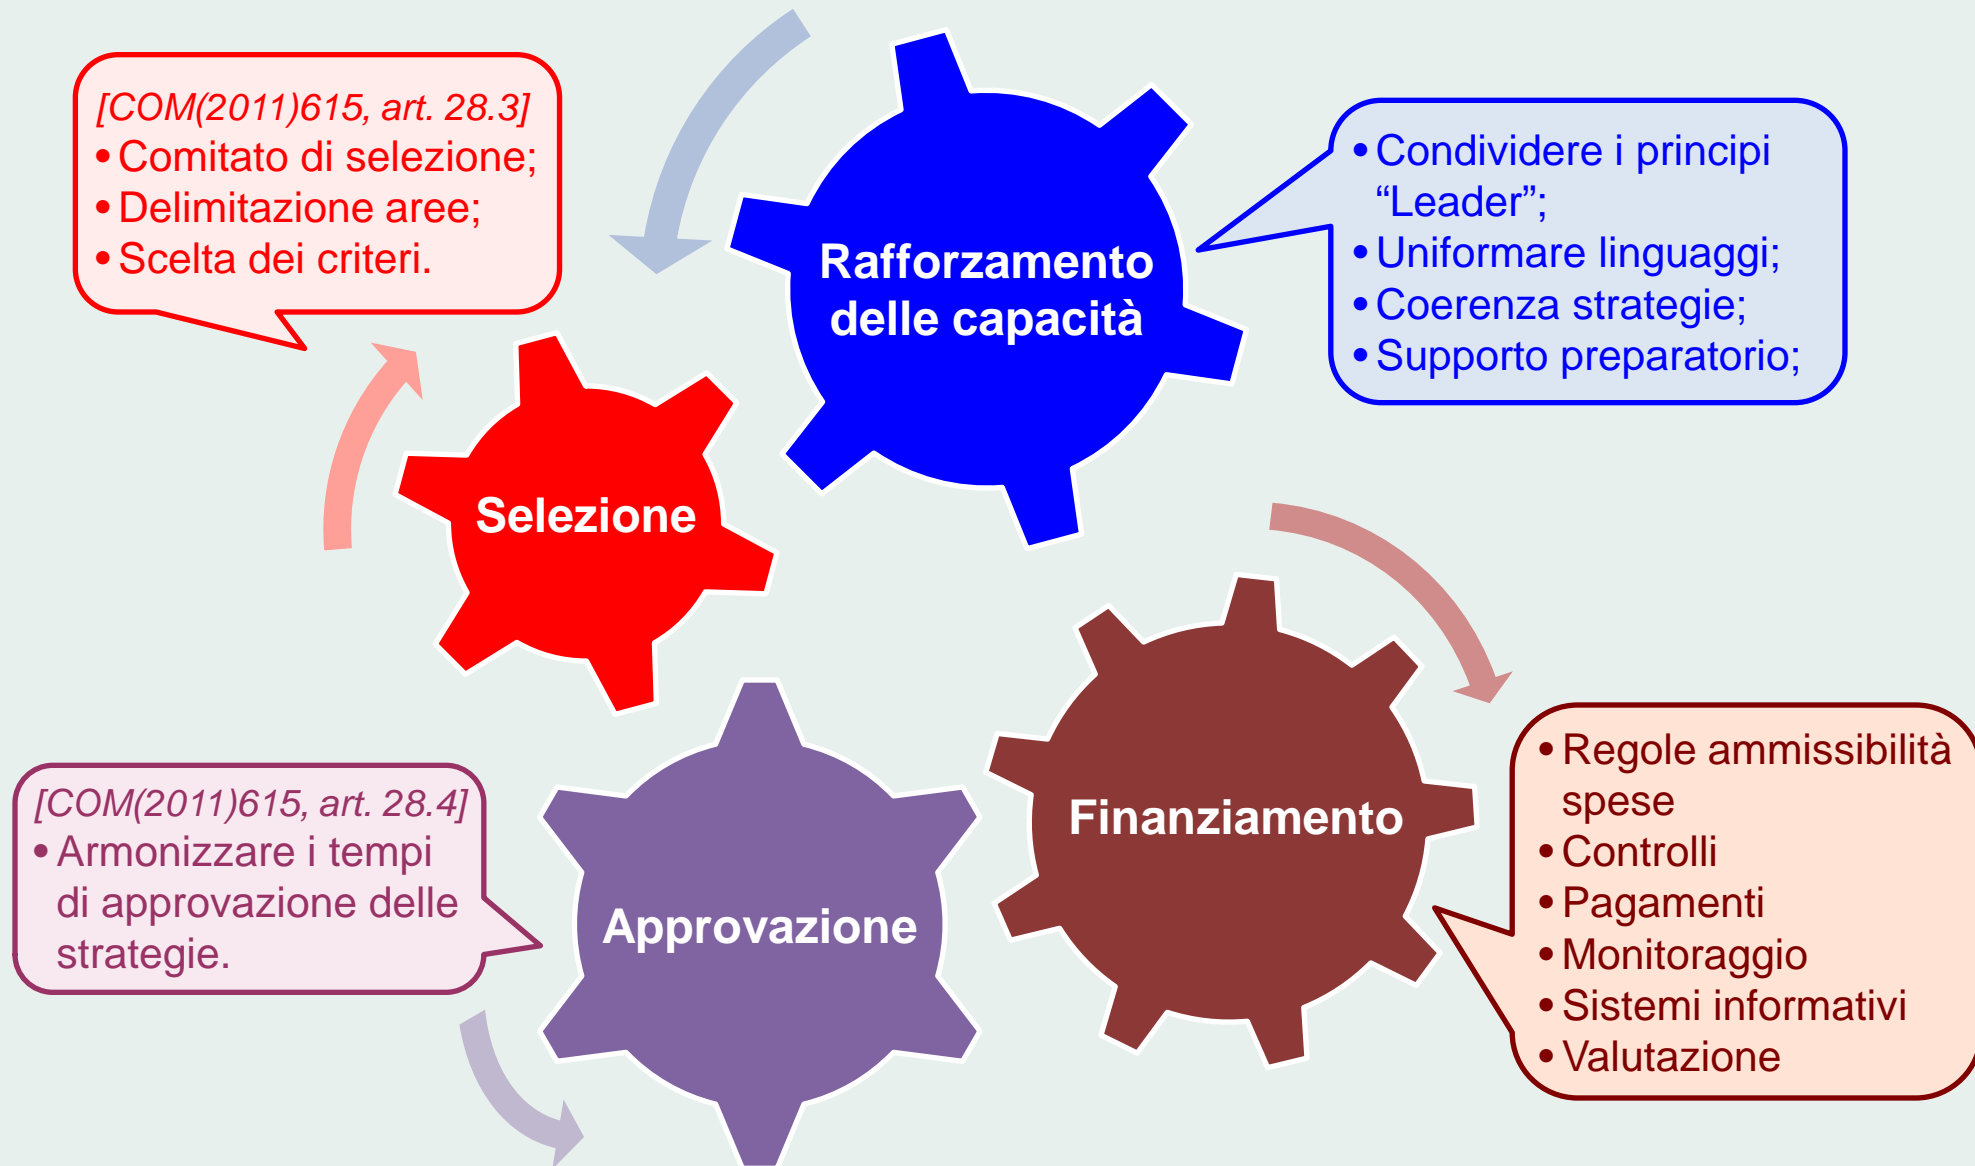 [COM(2011)615, art. 28.3]
• Comitato di selezione;
• Delimitazione aree;
• Scelta dei criteri.
Rafforzamento
delle capacità
• Condividere i principi
“Leader”;
• Uniformare linguaggi;
• Coerenza strategie;
• Supporto preparatorio;
Selezione
[COM(2011)615, art. 28.4]
• Armonizzare i tempi
di approvazione delle
strategie.
Approvazione
Finanziamento
• Regole ammissibilità
spese
• Controlli
• Pagamenti
• Monitoraggio
• Sistemi informativi
• Valutazione